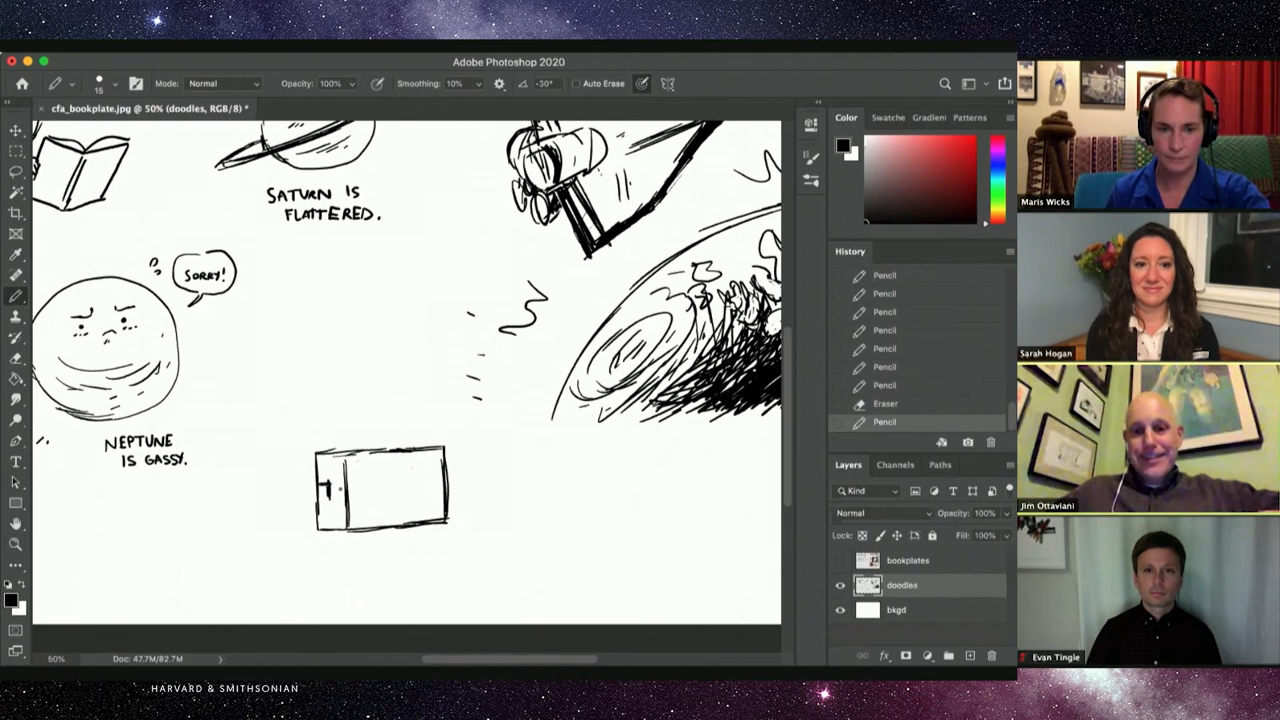 Adobe Photoshop 2020
15
Mode: Normal
Opacity: 100%
Smoothing: 10%
-30°
Auto Erase
× cfa_bookplate.jpg @ 50% (doodles, RGB/8) *
SATURN IS
FLATTERED.
SORRY!
NEPTUNE
IS GASSY.
50%
Doc: 47.7M/82.7M
Color
Swatche
Gradien
Patterns
History
Pencil
Pencil
Pencil
Pencil
Pencil
Pencil
Pencil
Eraser
Pencil
Layers
Channels
Paths
Kind
Normal
Opacity: 100%
Lock:
Fill: 100%
bookplates
doodles
bkgd
fx
Maris Wicks
Sarah Hogan
Jim Ottaviani
Evan Tingle
HARVARD & SMITHSONIAN